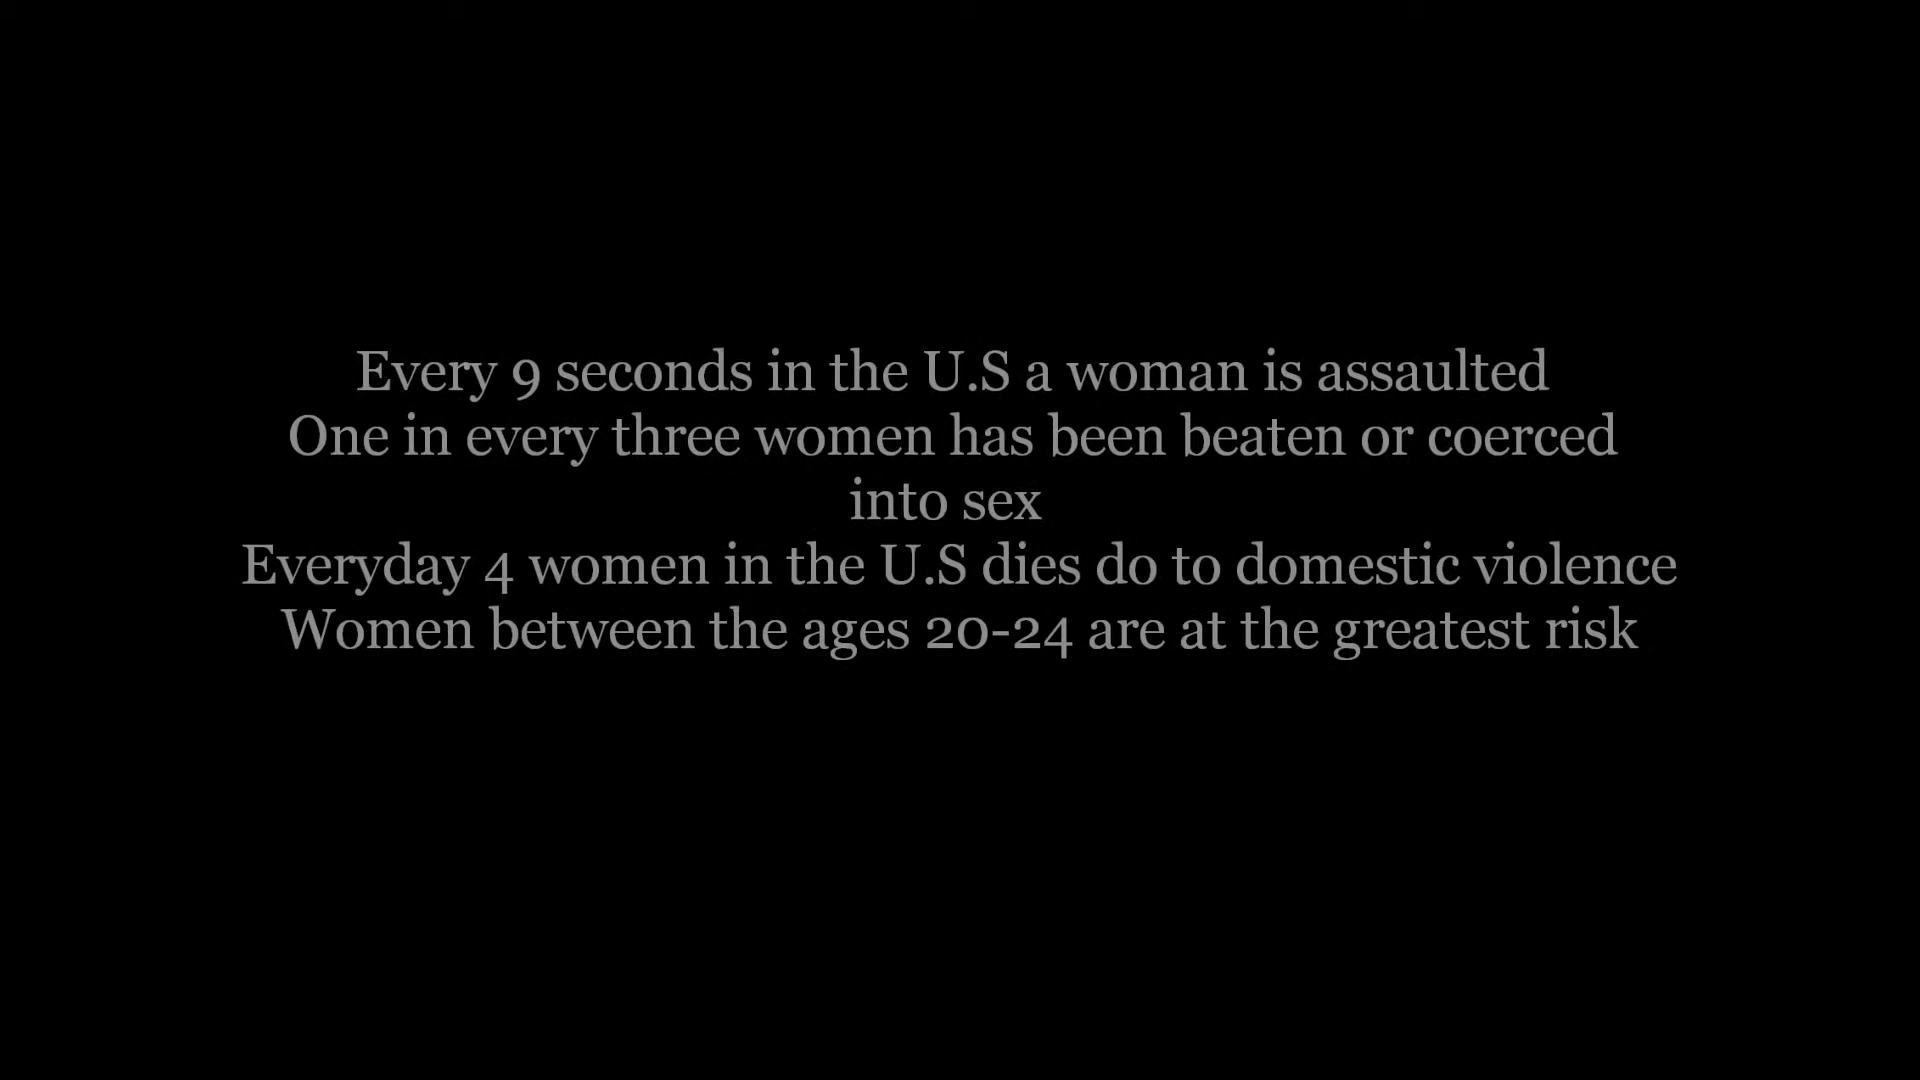 Every 9 seconds in the U.S a woman is assaulted
One in every three women has been beaten or coerced
into sex
Everyday 4 women in the U.S dies do to domestic violence
Women between the ages 20-24 are at the greatest risk